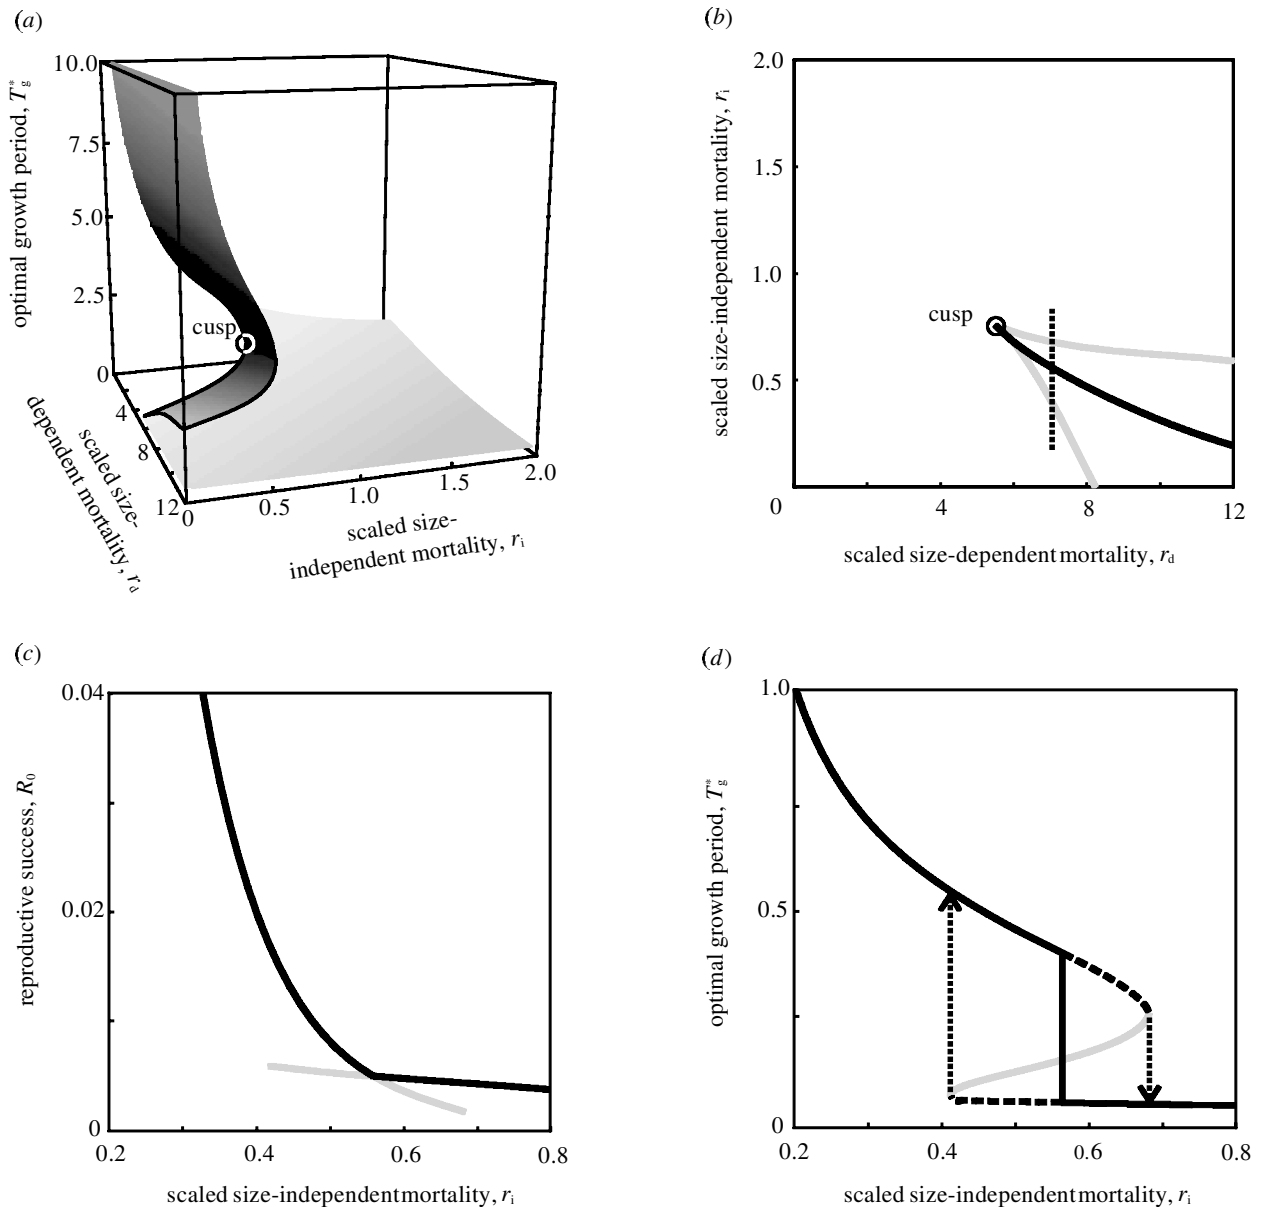 (a)
10.0
7.5
5.0
2.5
0
optimal growth period, T*g
cusp
4
8
12
scaled size-
dependent mortality, rd
0
0.5
1.0
1.5
2.0
scaled size-
independent mortality, ri
(b)
2.0
1.5
1.0
0.5
0
scaled size-independent mortality, ri
cusp
4
8
12
scaled size-dependent mortality, rd
(c)
0.04
0.02
0
reproductive success, R0
0.2
0.4
0.6
0.8
scaled size-independent mortality, ri
(d)
1.0
0.5
0
optimal growth period, T*g
0.2
0.4
0.6
0.8
scaled size-independent mortality, ri